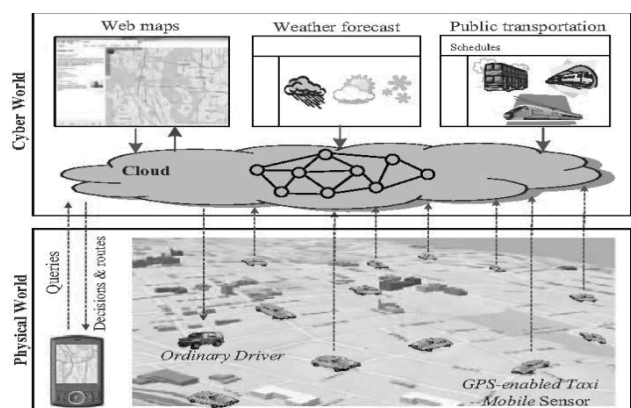 Web maps
Weather forecast
Public transportation
Schedules
Cyber World
Cloud
Physical World
Queries
Decisions & routes
Ordinary Driver
GPS-enabled Taxi
Mobile Sensor